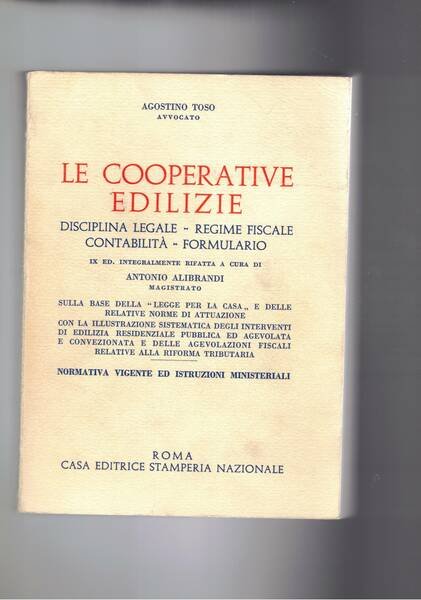 AGOSTINO TOSO
AVVOCATO
LE COOPERATIVE
EDILIZIE
DISCIPLINA LEGALE - REGIME FISCALE
CONTABILITÀ - FORMULARIO
IX ED. INTEGRALMENTE RIFATTA A CURA DI
ANTONIO ALIBRANDI
MAGISTRATO
SULLA BASE DELLA "LEGGE PER LA CASA„ E DELLE
RELATIVE NORME DI ATTUAZIONE
CON LA ILLUSTRAZIONE SISTEMATICA DEGLI INTERVENTI
DI EDILIZIA RESIDENZIALE PUBBLICA ED AGEVOLATA
E CONVEZIONATA E DELLE AGEVOLAZIONI FISCALI
RELATIVE ALLA RIFORMA TRIBUTARIA
NORMATIVA VIGENTE ED ISTRUZIONI MINISTERIALI
ROMA
CASA EDITRICE STAMPERIA NAZIONALE